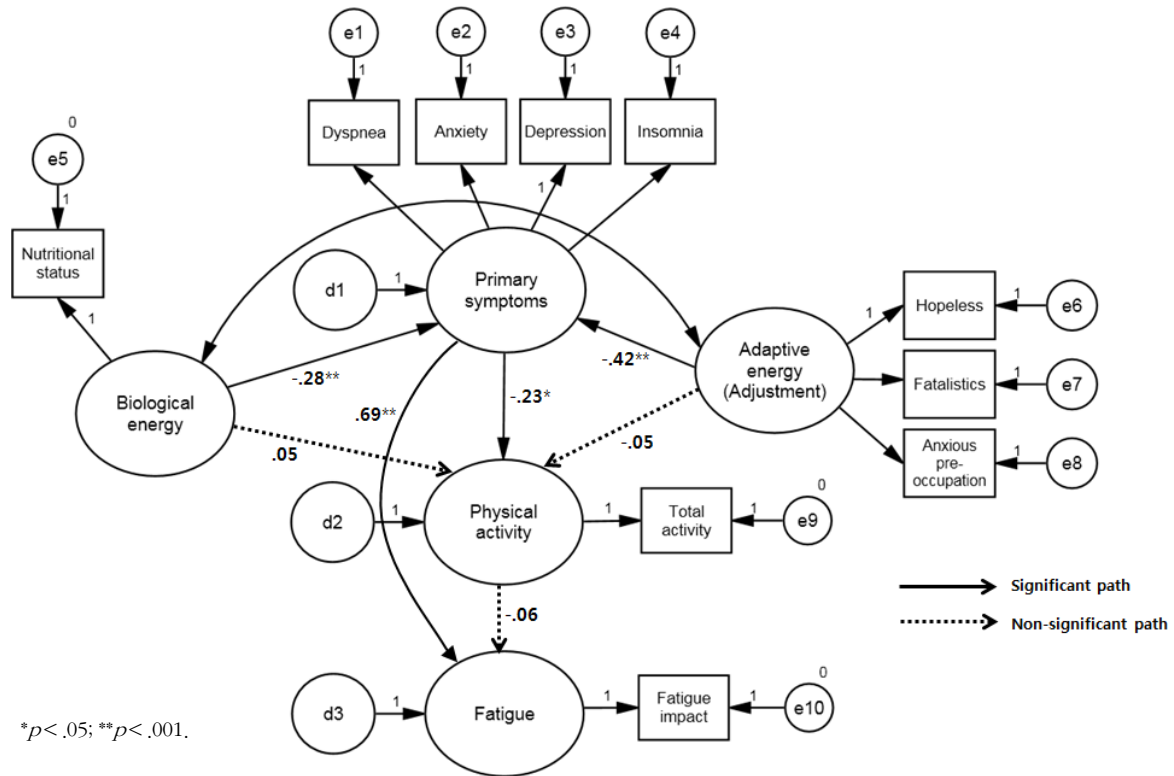 e1
e2
e3
e4
1
1
1
1
Dyspnea
Anxiety
Depression
Insomnia
0
e5
1
Nutritional
status
1
1
d1
1
Primary
symptoms
Hopeless
1
e6
1
Adaptive
energy
(Adjustment)
Fatalistics
1
e7
Anxious
pre-
occupation
1
e8
Biological
energy
-.28**
-.42**
.69**
-.23*
.05
-.05
d2
1
Physical
activity
1
Total
activity
1
0
e9
-.06
Significant path
Non-significant path
d3
1
Fatigue
1
Fatigue
impact
1
0
e10
*p< .05; **p< .001.